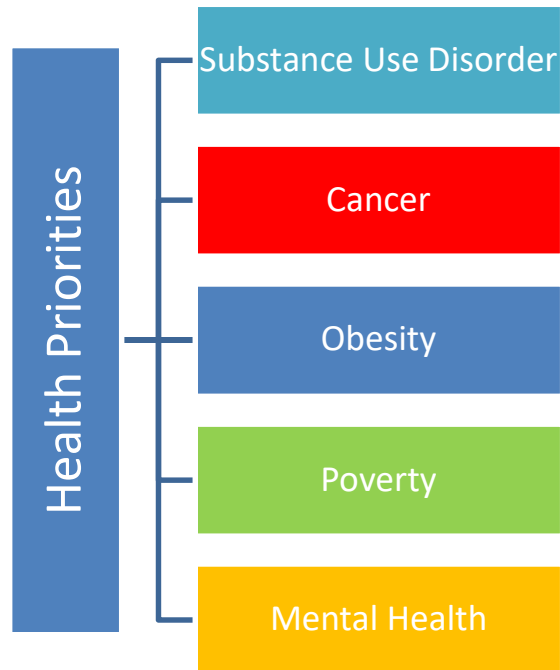 Health Priorities
Substance Use Disorder
Cancer
Obesity
Poverty
Mental Health